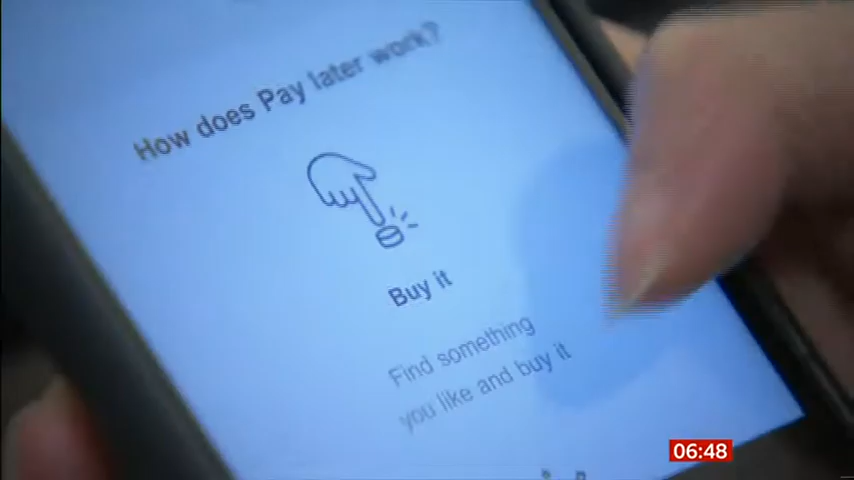 How does Pay later work?
Buy it
Find something
you like and buy it
06:48